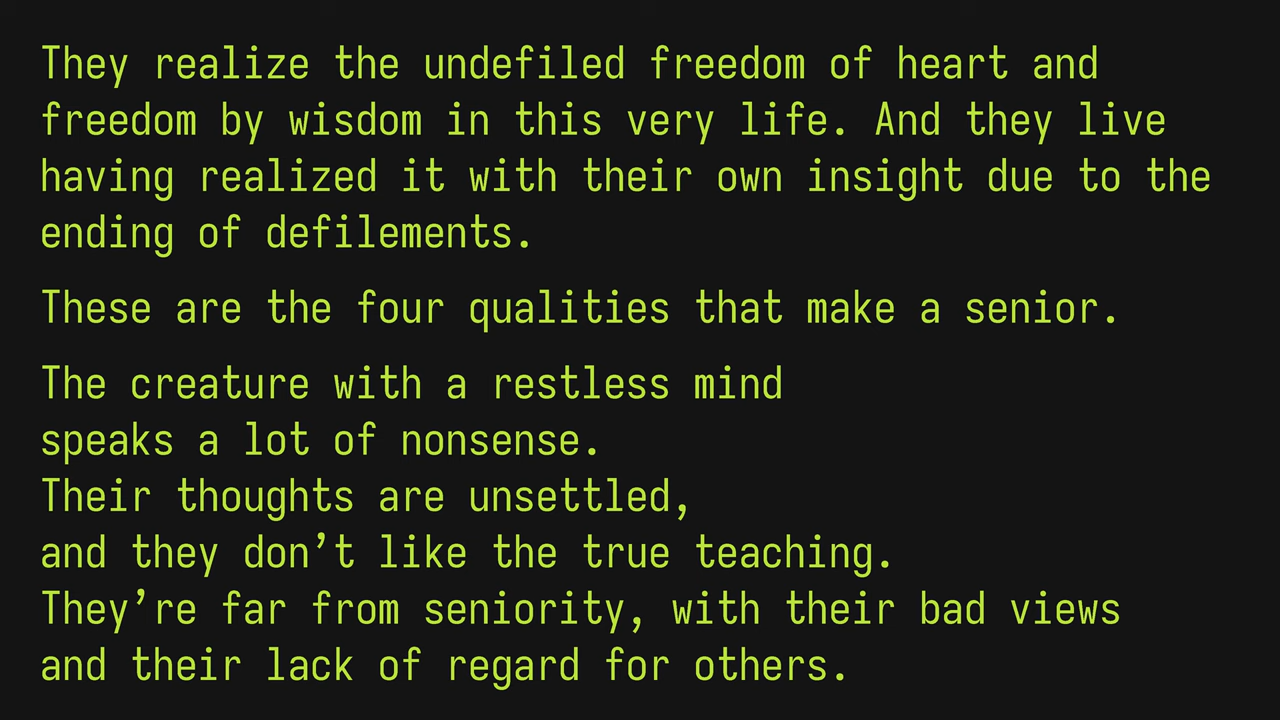 They realize the undefiled freedom of heart and
freedom by wisdom in this very life. And they live
having realized it with their own insight due to the
ending of defilements.
These are the four qualities that make a senior.
The creature with a restless mind
speaks a lot of nonsense.
Their thoughts are unsettled,
and they don’t like the true teaching.
They’re far from seniority, with their bad views
and their lack of regard for others.